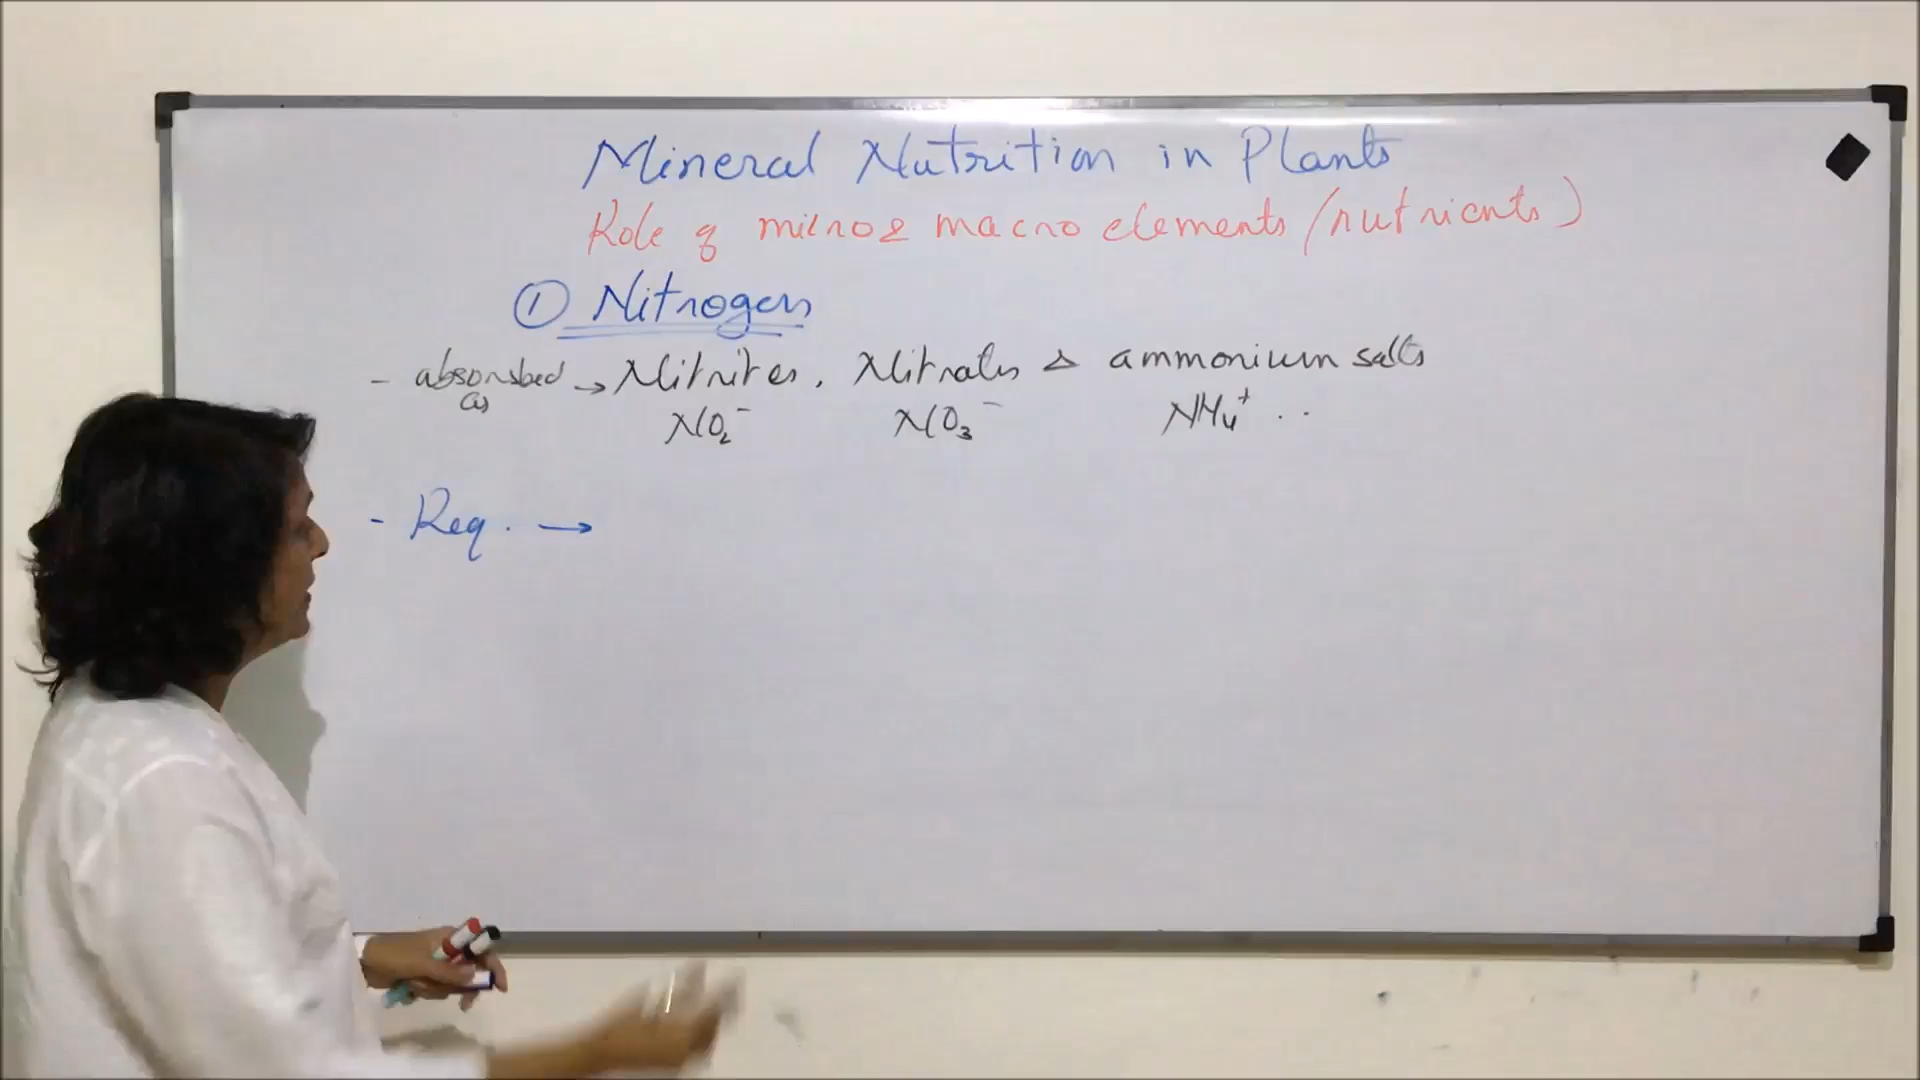 Mineral Nutrition in Plants
Role of micro & macro elements (nutrients)
① Nitrogen
- absorbed as → Nitrites, Nitrates & ammonium salts
NO₂⁻ NO₃⁻ NH₄⁺ ..
- Req. →